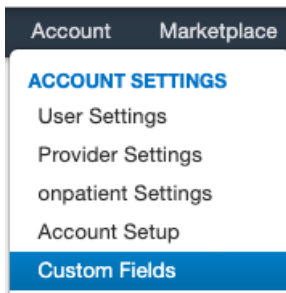 Account Marketplace
ACCOUNT SETTINGS
User Settings
Provider Settings
onpatient Settings
Account Setup
Custom Fields